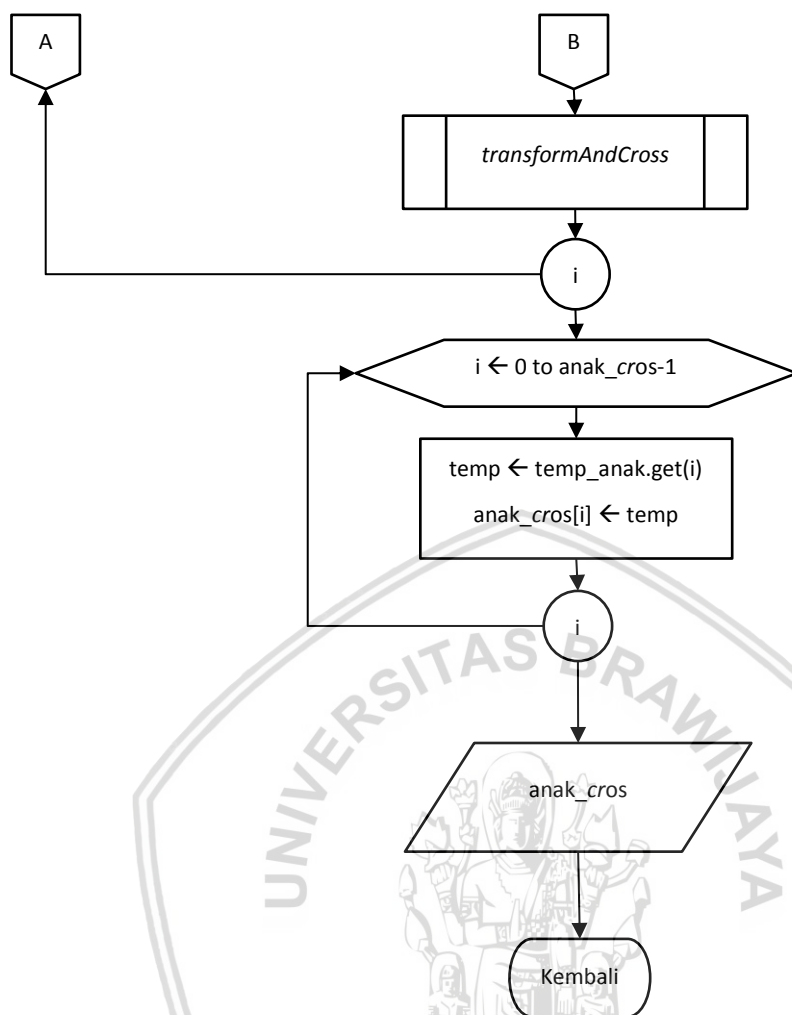 A
B
transformAndCross
i
i ← 0 to anak_cros-1
temp ← temp_anak.get(i)
anak_cros[i] ← temp
i
anak_cros
Kembali
UNIVERSITAS BRAWIJAYA